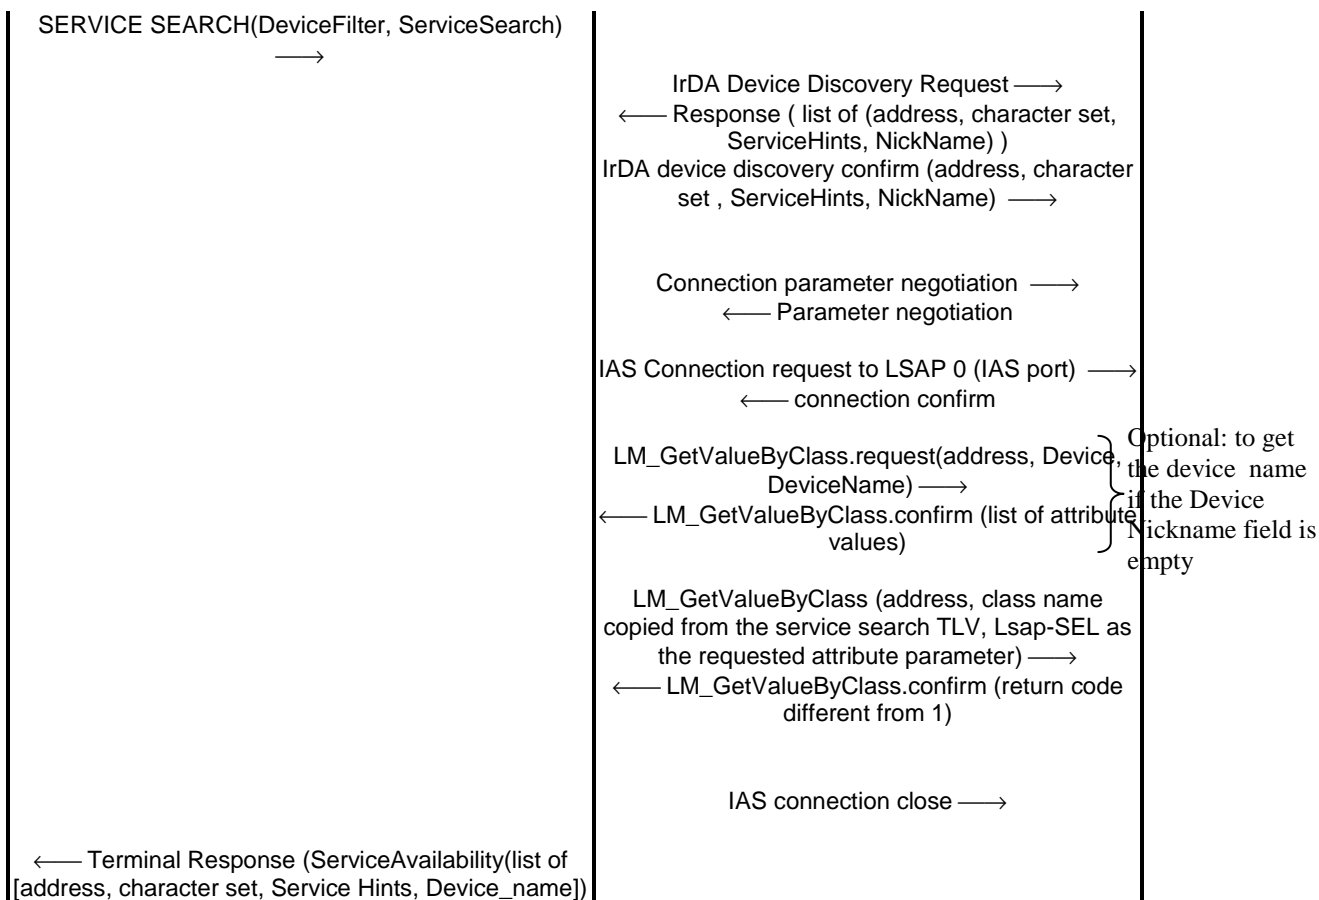 SERVICE SEARCH(DeviceFilter, ServiceSearch)
⟶
IrDA Device Discovery Request ⟶
⟵ Response ( list of (address, character set,
ServiceHints, NickName) )
IrDA device discovery confirm (address, character
set , ServiceHints, NickName) ⟶
Connection parameter negotiation ⟶
⟵ Parameter negotiation
IAS Connection request to LSAP 0 (IAS port) ⟶
⟵ connection confirm
LM_GetValueByClass.request(address, Device,
DeviceName) ⟶
⟵ LM_GetValueByClass.confirm (list of attribute
values)
Optional: to get
the device name
if the Device
Nickname field is
empty
LM_GetValueByClass (address, class name
copied from the service search TLV, Lsap-SEL as
the requested attribute parameter) ⟶
⟵ LM_GetValueByClass.confirm (return code
different from 1)
IAS connection close ⟶
⟵ Terminal Response (ServiceAvailability(list of
[address, character set, Service Hints, Device_name])